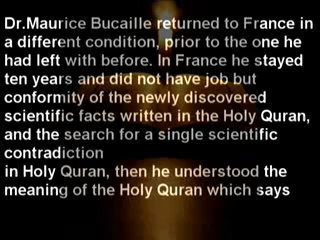 Dr.Maurice Bucaille returned to France in
a different condition, prior to the one he
had left with before. In France he stayed
ten years and did not have job but
conformity of the newly discovered
scientific facts written in the Holy Quran,
and the search for a single scientific
contradiction
in Holy Quran, then he understood the
meaning of the Holy Quran which says